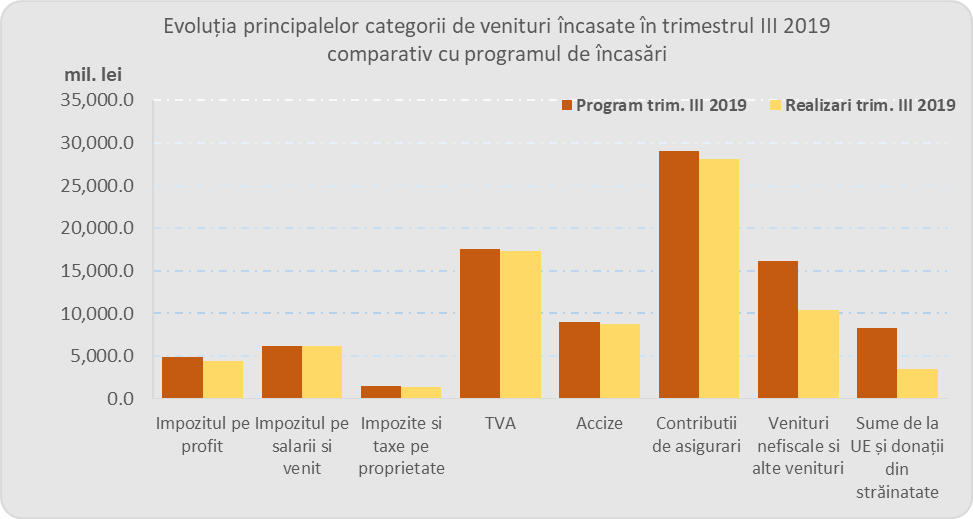 Evoluția principalelor categorii de venituri încasate în trimestrul III 2019
comparativ cu programul de încasări
mil. lei
Program trim. III 2019
Realizari trim. III 2019
35,000.0
30,000.0
25,000.0
20,000.0
15,000.0
10,000.0
5,000.0
0.0
Impozitul pe
profit
Impozitul pe
salarii si
venit
Impozite si
taxe pe
proprietate
TVA
Accize
Contributii
de asigurari
Venituri
nefiscale si
alte venituri
Sume de la
UE și donații
din
străinatate